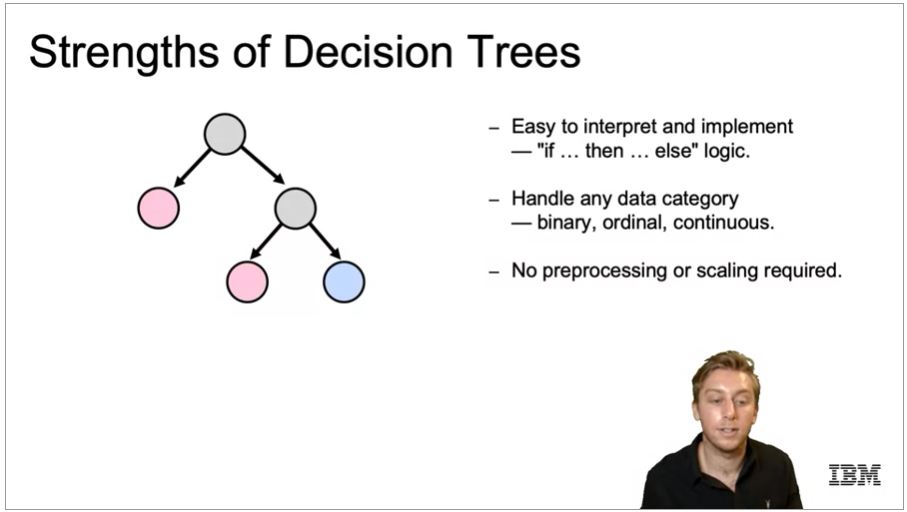 Strengths of Decision Trees
– Easy to interpret and implement
— "if … then … else" logic.
– Handle any data category
— binary, ordinal, continuous.
– No preprocessing or scaling required.
IBM